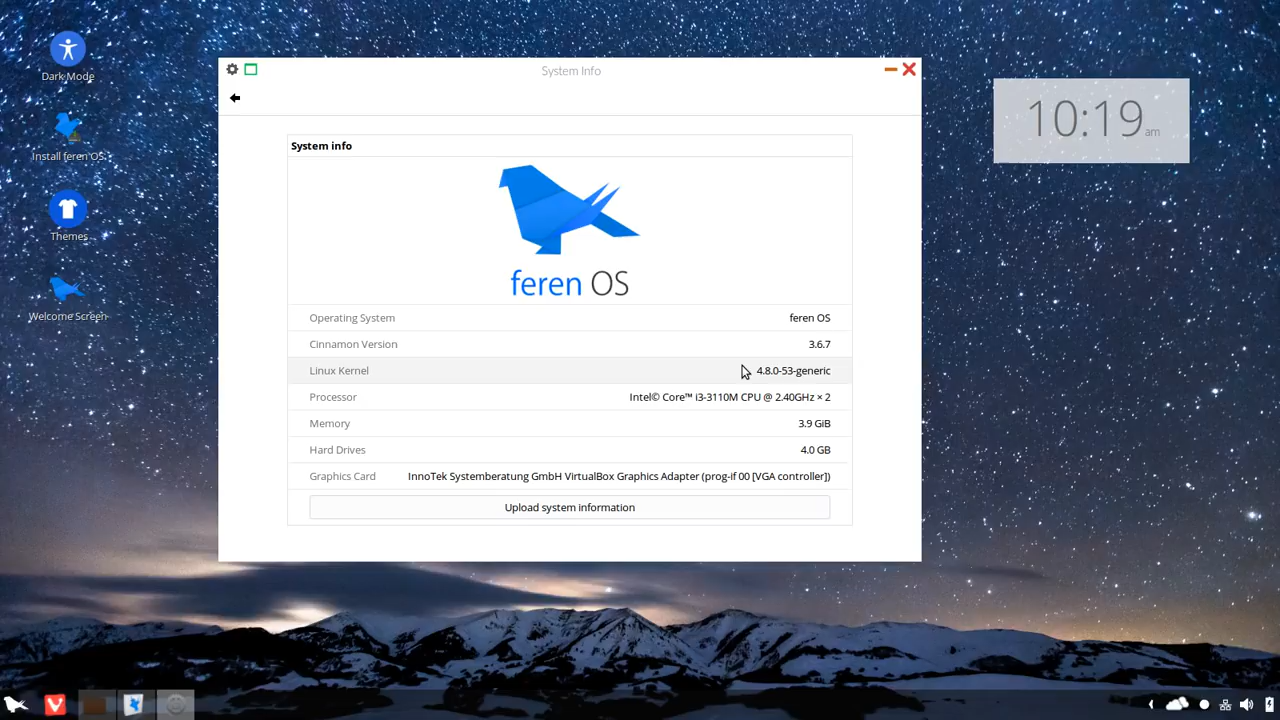 Dark Mode
Install feren OS
Themes
Welcome Screen
System Info
System info
feren OS
Operating System feren OS
Cinnamon Version 3.6.7
Linux Kernel 4.8.0-53-generic
Processor Intel© Core™ i3-3110M CPU @ 2.40GHz × 2
Memory 3.9 GiB
Hard Drives 4.0 GB
Graphics Card InnoTek Systemberatung GmbH VirtualBox Graphics Adapter (prog-if 00 [VGA controller])
Upload system information
10:19 am